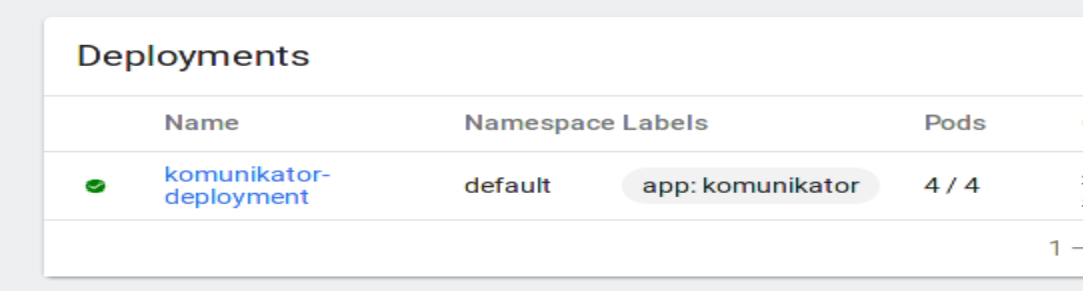 Deployments
Name Namespace Labels Pods
komunikator-
deployment default app: komunikator 4 / 4
1 –